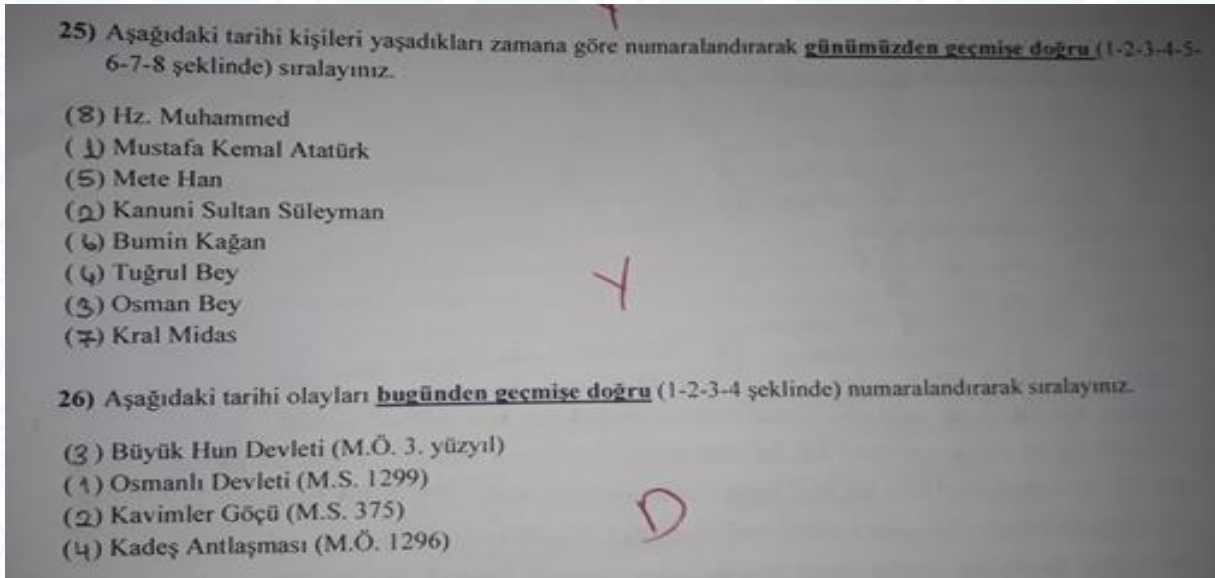 25) Aşağıdaki tarihi kişileri yaşadıkları zamana göre numaralandırarak günümüzden geçmişe doğru (1-2-3-4-5-
6-7-8 şeklinde) sıralayınız.
(8) Hz. Muhammed
(1) Mustafa Kemal Atatürk
(5) Mete Han
(2) Kanuni Sultan Süleyman
(6) Bumin Kağan
(4) Tuğrul Bey
(3) Osman Bey
(7) Kral Midas
Y
26) Aşağıdaki tarihi olayları bugünden geçmişe doğru (1-2-3-4 şeklinde) numaralandırarak sıralayınız.
(3) Büyük Hun Devleti (M.Ö. 3. yüzyıl)
(1) Osmanlı Devleti (M.S. 1299)
(2) Kavimler Göçü (M.S. 375)
(4) Kadeş Antlaşması (M.Ö. 1296)
D